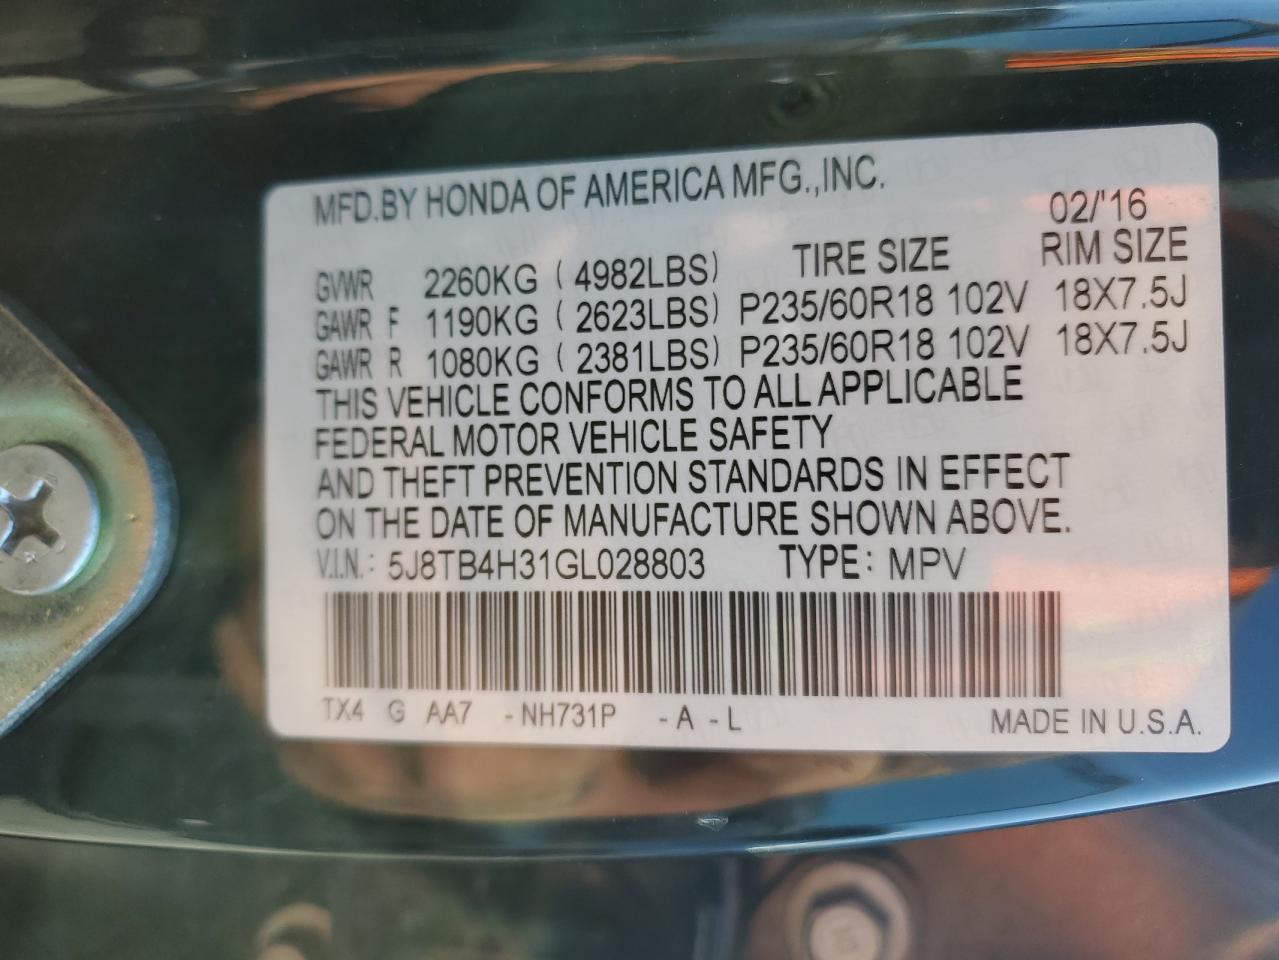 MFD.BY HONDA OF AMERICA MFG.,INC.
02/'16
GVWR 2260KG ( 4982LBS) TIRE SIZE RIM SIZE
GAWR F 1190KG ( 2623LBS) P235/60R18 102V 18X7.5J
GAWR R 1080KG ( 2381LBS) P235/60R18 102V 18X7.5J
THIS VEHICLE CONFORMS TO ALL APPLICABLE
FEDERAL MOTOR VEHICLE SAFETY
AND THEFT PREVENTION STANDARDS IN EFFECT
ON THE DATE OF MANUFACTURE SHOWN ABOVE.
V.I.N.: 5J8TB4H31GL028803 TYPE: MPV
TX4 G AA7 -NH731P -A -L MADE IN U.S.A.